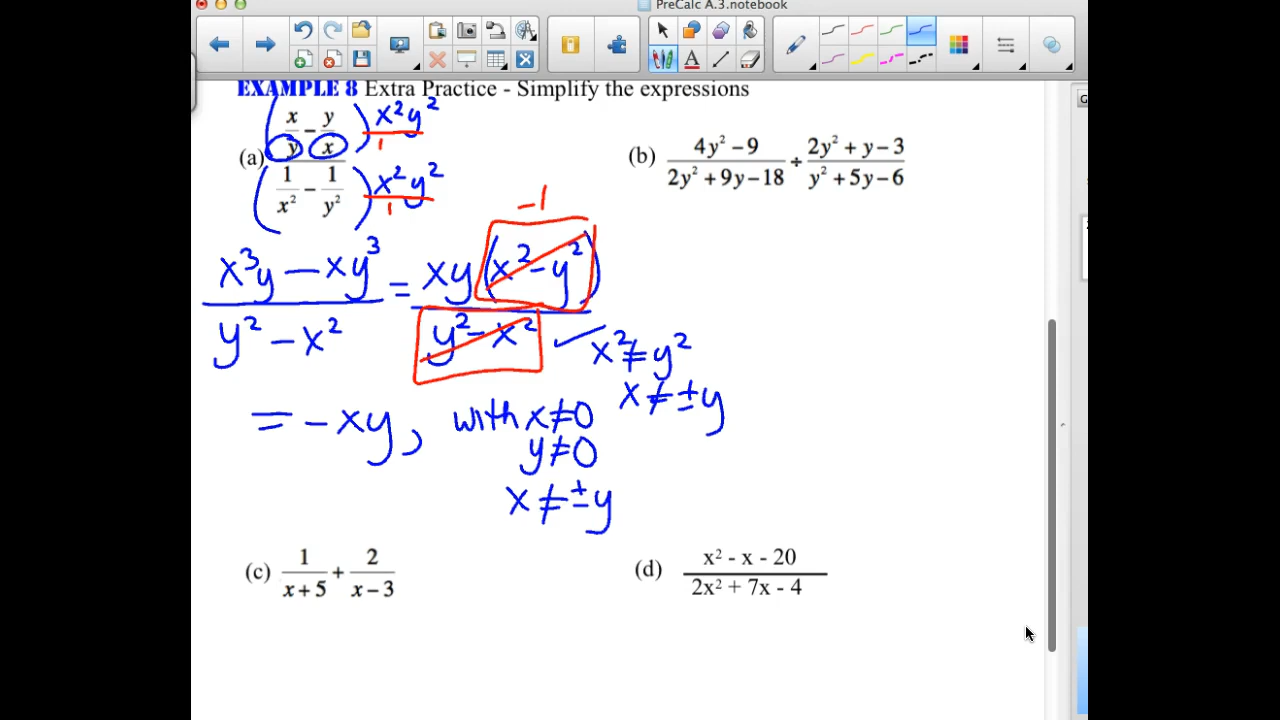 PreCalc A.3.notebook
EXAMPLE 8 Extra Practice - Simplify the expressions
(a) (x/y − y/x) x²y²/1
(1/x² − 1/y²) x²y²/1
−1
x³y − xy³ / y² − x² = xy (x² − y²) / y² − x² ✓ x² ≠ y²
x ≠ ±y
= −xy, with x ≠ 0
y ≠ 0
x ≠ ±y
(b) 4y² − 9 / 2y² + 9y − 18 ÷ 2y² + y − 3 / y² + 5y − 6
(c) 1 / x + 5 + 2 / x − 3
(d) x² - x - 20 / 2x² + 7x - 4